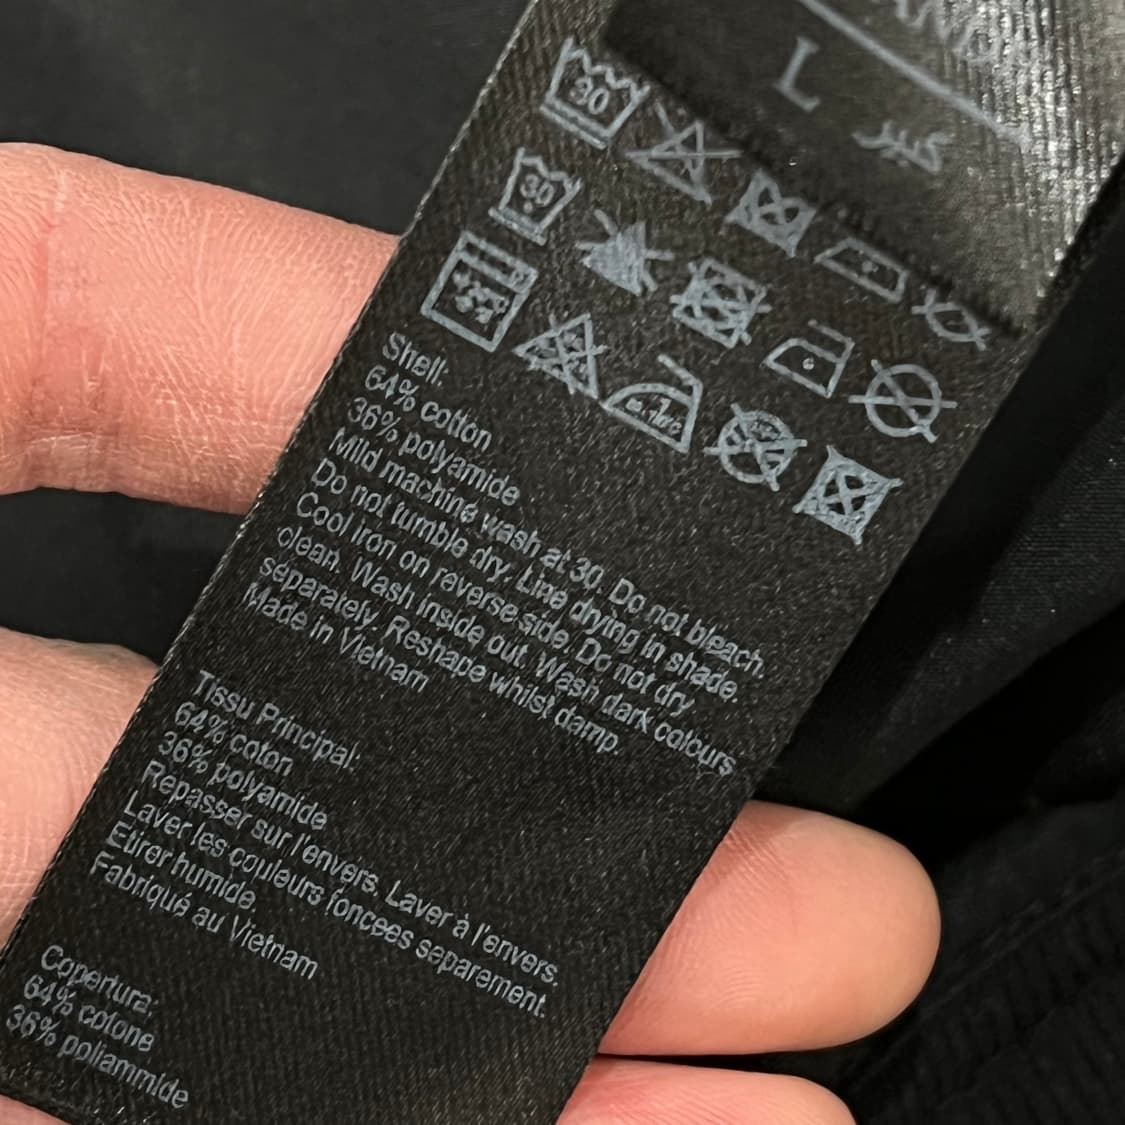 L
كبير
30
30
Shell:
64% cotton
36% polyamide
Mild machine wash at 30. Do not bleach.
Do not tumble dry. Line drying in shade.
Cool iron on reverse side. Do not dry
clean. Wash inside out. Wash dark colours
separately. Reshape whilst damp.
Made in Vietnam
Tissu Principal:
64% coton
36% polyamide
Repasser sur l'envers. Laver à l'envers.
Laver les couleurs foncees separement.
Etirer humide
Fabriqué au Vietnam
Copertura:
64% cotone
36% poliammide